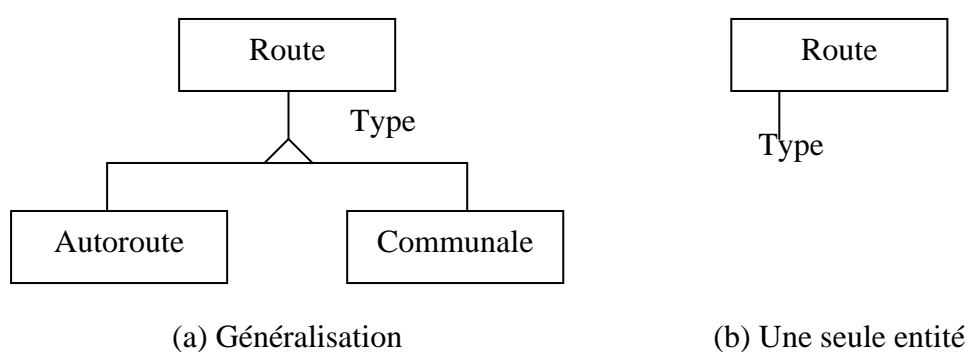 Route
Type
Autoroute
Communale
(a) Généralisation
Route
Type
(b) Une seule entité